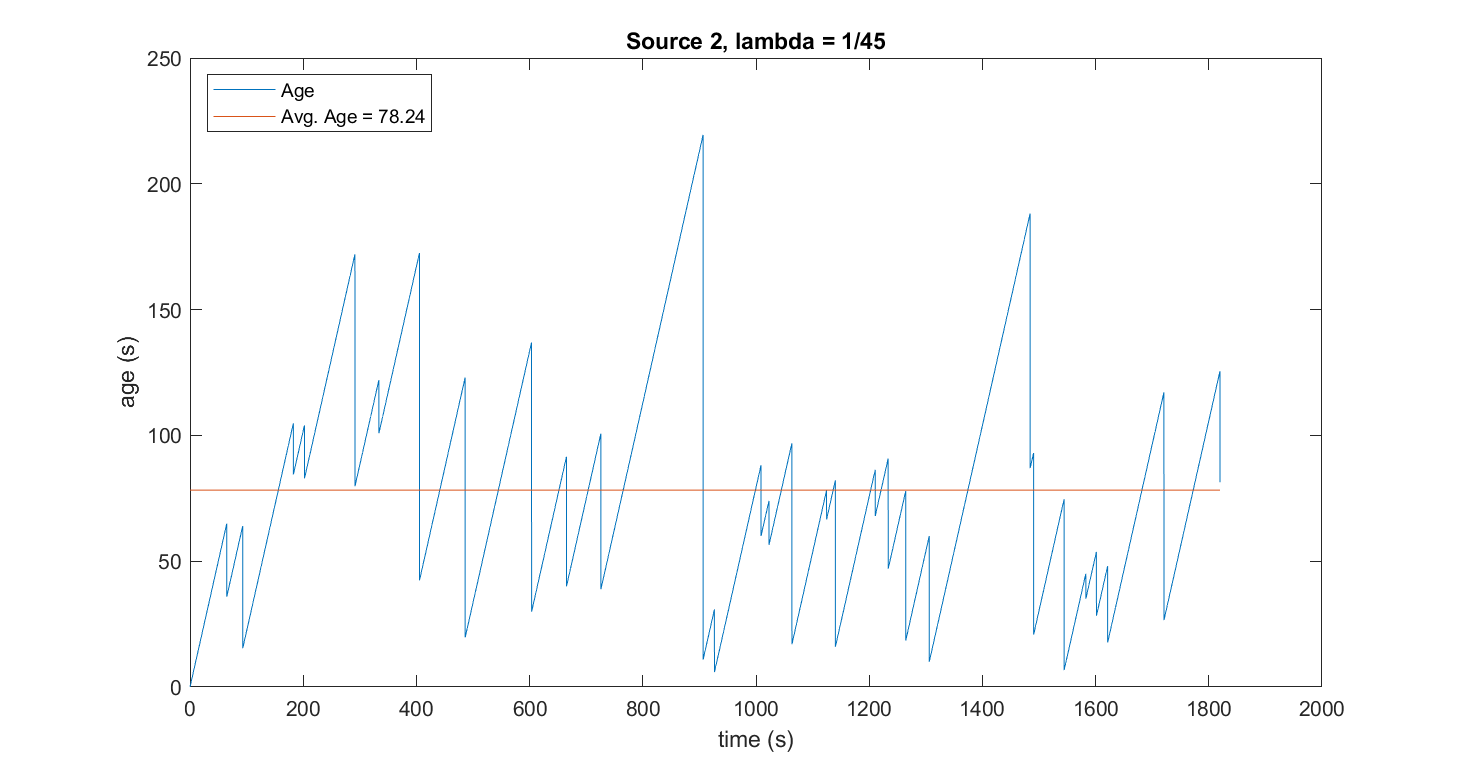 Source 2, lambda = 1/45
250
200
150
100
50
0
age (s)
Age
Avg. Age = 78.24
0 200 400 600 800 1000 1200 1400 1600 1800 2000
time (s)